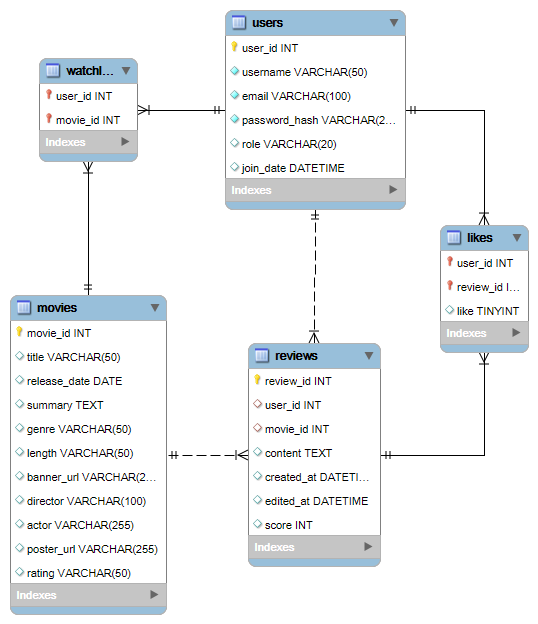 users
user_id INT
username VARCHAR(50)
email VARCHAR(100)
password_hash VARCHAR(2...
role VARCHAR(20)
join_date DATETIME
Indexes
watchl...
user_id INT
movie_id INT
Indexes
likes
user_id INT
review_id I...
like TINYINT
Indexes
movies
movie_id INT
title VARCHAR(50)
release_date DATE
summary TEXT
genre VARCHAR(50)
length VARCHAR(50)
banner_url VARCHAR(2...
director VARCHAR(100)
actor VARCHAR(255)
poster_url VARCHAR(255)
rating VARCHAR(50)
Indexes
reviews
review_id INT
user_id INT
movie_id INT
content TEXT
created_at DATETI...
edited_at DATETIME
score INT
Indexes